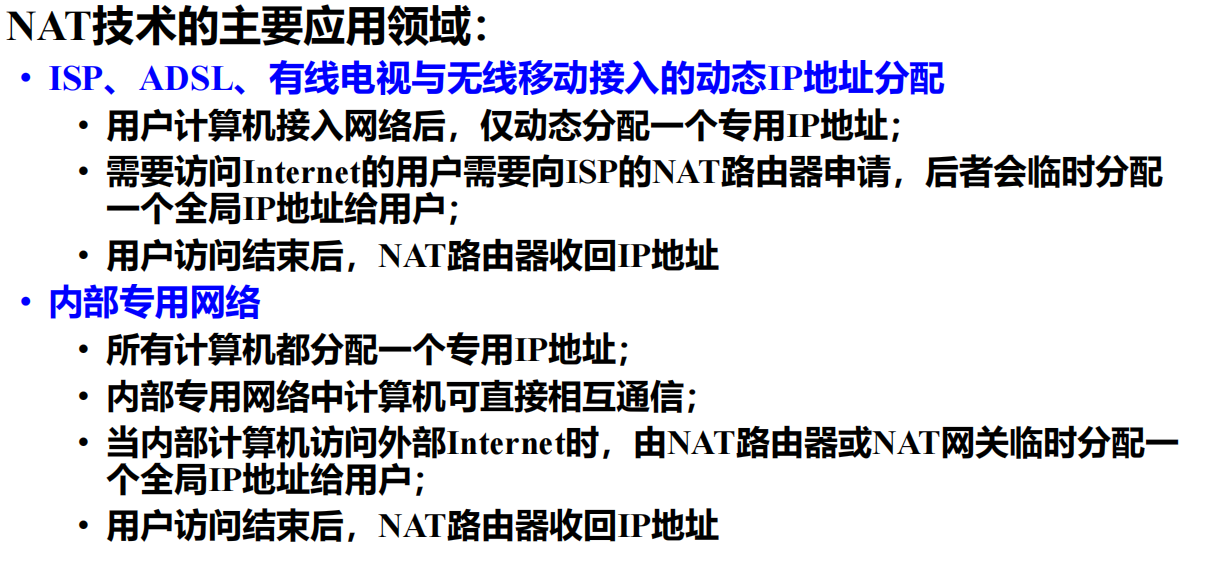 NAT技术的主要应用领域：
• ISP、ADSL、有线电视与无线移动接入的动态IP地址分配
• 用户计算机接入网络后，仅动态分配一个专用IP地址；
• 需要访问Internet的用户需要向ISP的NAT路由器申请，后者会临时分配
一个全局IP地址给用户；
• 用户访问结束后，NAT路由器收回IP地址
• 内部专用网络
• 所有计算机都分配一个专用IP地址；
• 内部专用网络中计算机可直接相互通信；
• 当内部计算机访问外部Internet时，由NAT路由器或NAT网关临时分配一
个全局IP地址给用户；
• 用户访问结束后，NAT路由器收回IP地址